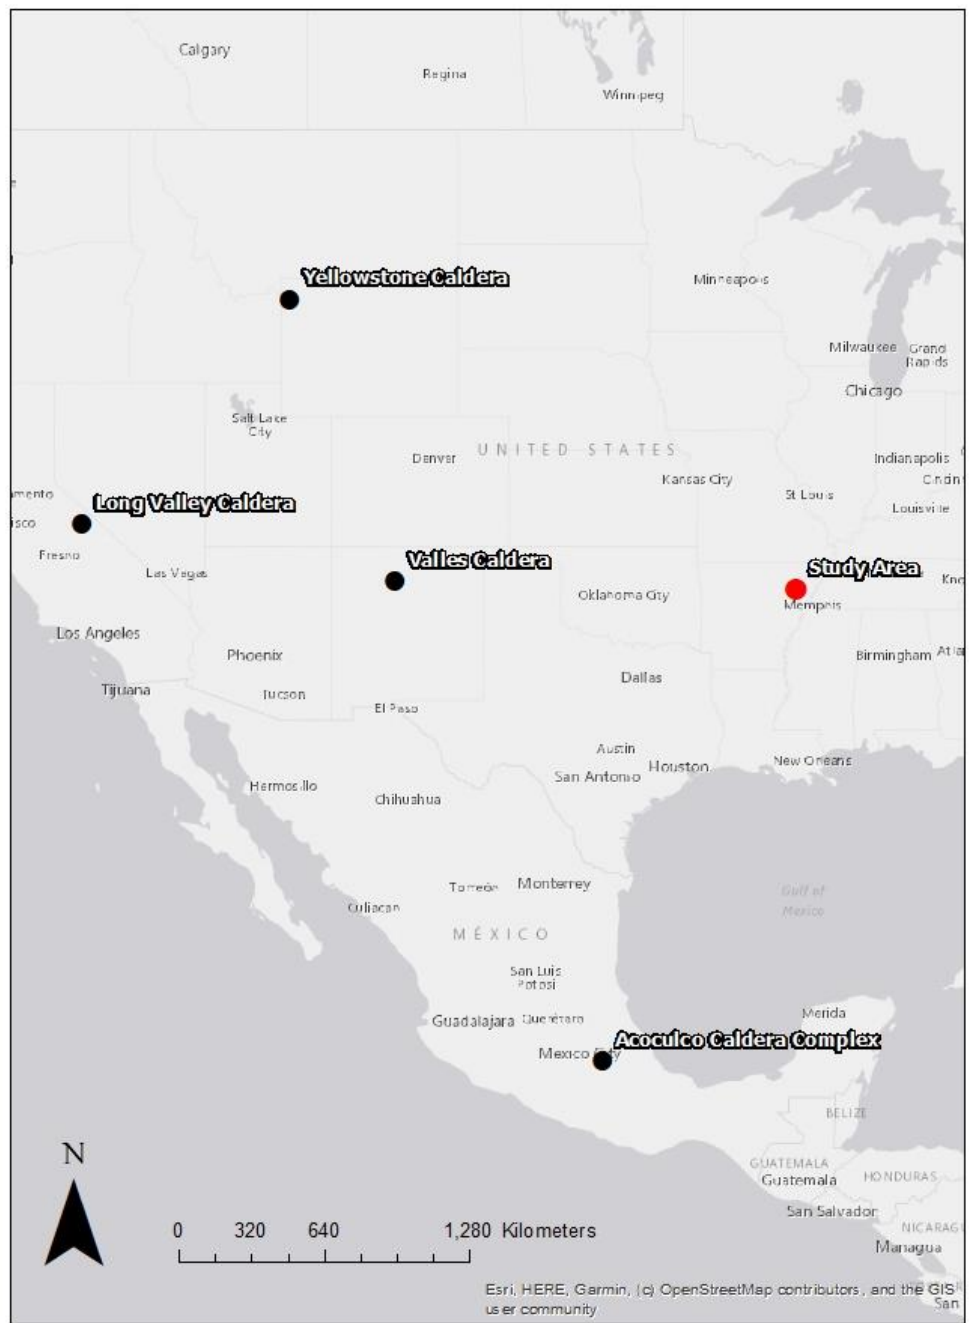 Calgary
Regina
Winnipeg
Yellowstone Caldera
Minneapolis
Milwaukee
Grand
Rapids
Chicago
Salt Lake
City
UNITED STATES
Denver
Indianapolis
Kansas City
St Louis
Louisville
Long Valley Caldera
Fresno
Las Vegas
Valles Caldera
Study Area
Oklahoma City
Memphis
Los Angeles
Phoenix
Birmingham
Dallas
Tijuana
Tucson
El Paso
Austin
New Orleans
Houston
San Antonio
Hermosillo
Chihuahua
Torreón
Monterrey
Gulf of
Mexico
Culiacan
MÉXICO
San Luis
Potosi
Guadalajara
Querétaro
Merida
Acoculco Caldera Complex
Mexico City
BELIZE
GUATEMALA
Guatemala
HONDURAS
San Salvador
NICARAG
Managua
San
N
0 320 640 1,280 Kilometers
Esri, HERE, Garmin, (c) OpenStreetMap contributors, and the GIS
user community